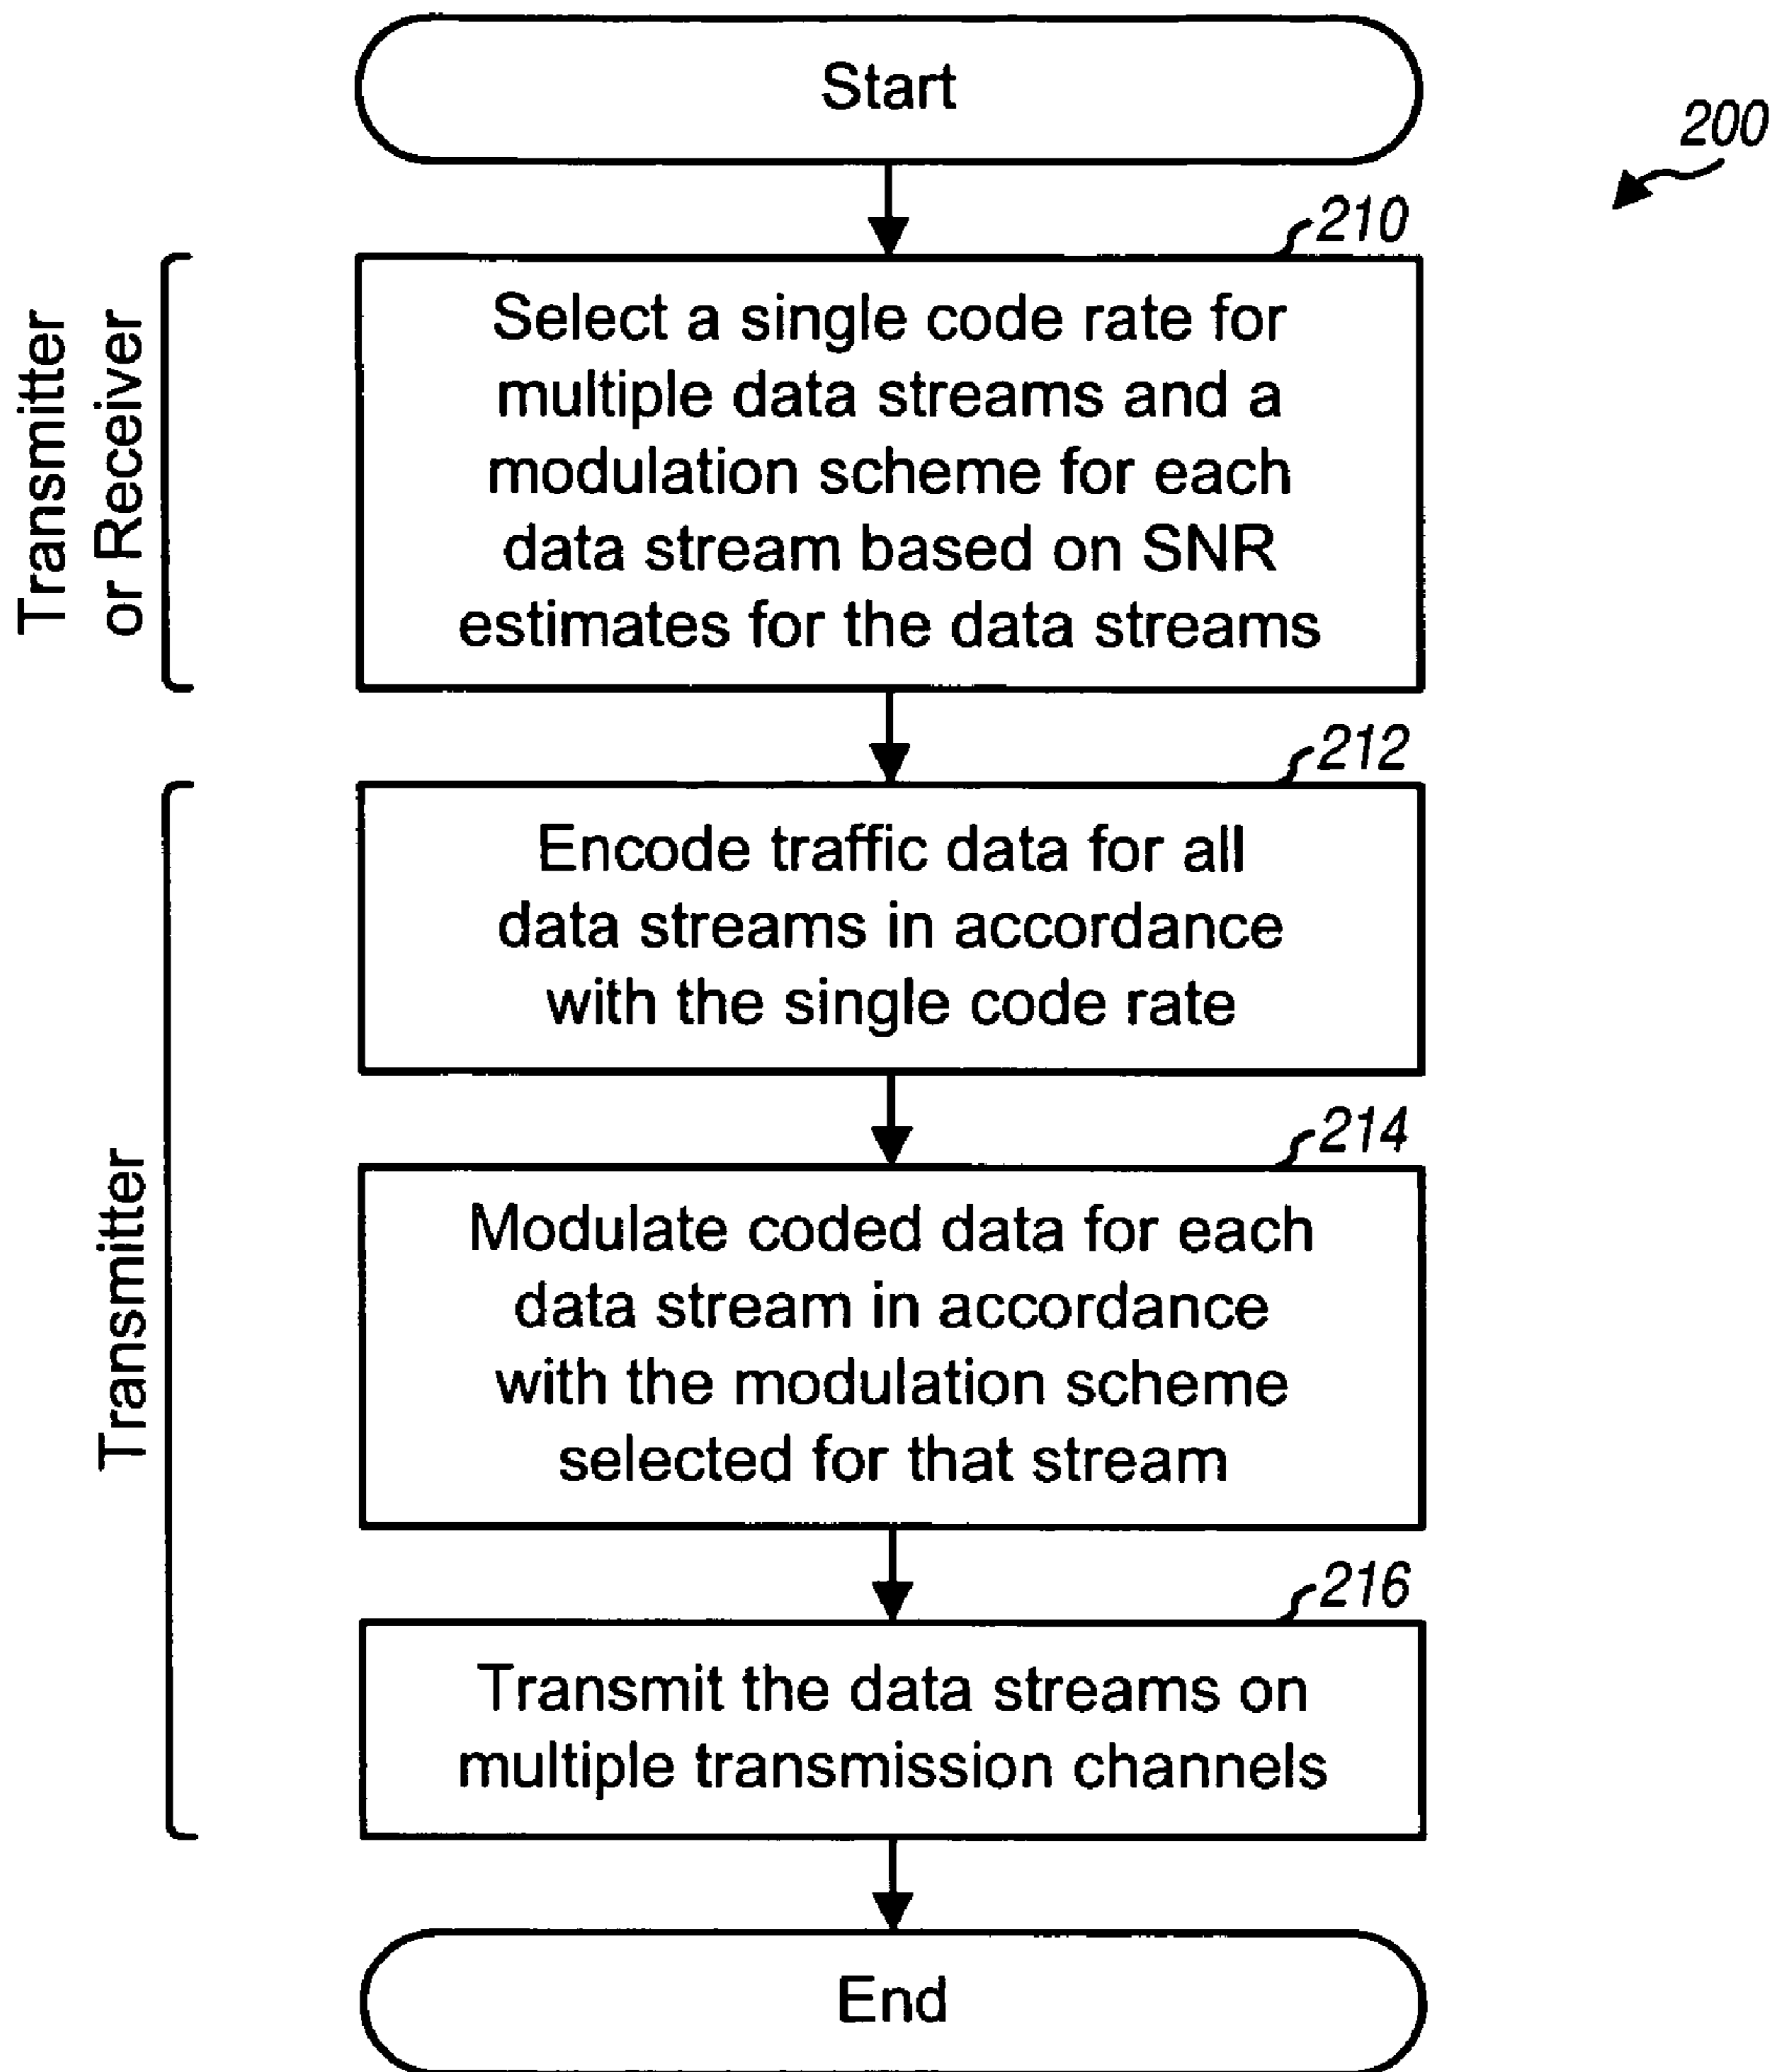 Start
200
210
Transmitter
or Receiver
Select a single code rate for
multiple data streams and a
modulation scheme for each
data stream based on SNR
estimates for the data streams
212
Transmitter
Encode traffic data for all
data streams in accordance
with the single code rate
214
Modulate coded data for each
data stream in accordance
with the modulation scheme
selected for that stream
216
Transmit the data streams on
multiple transmission channels
End